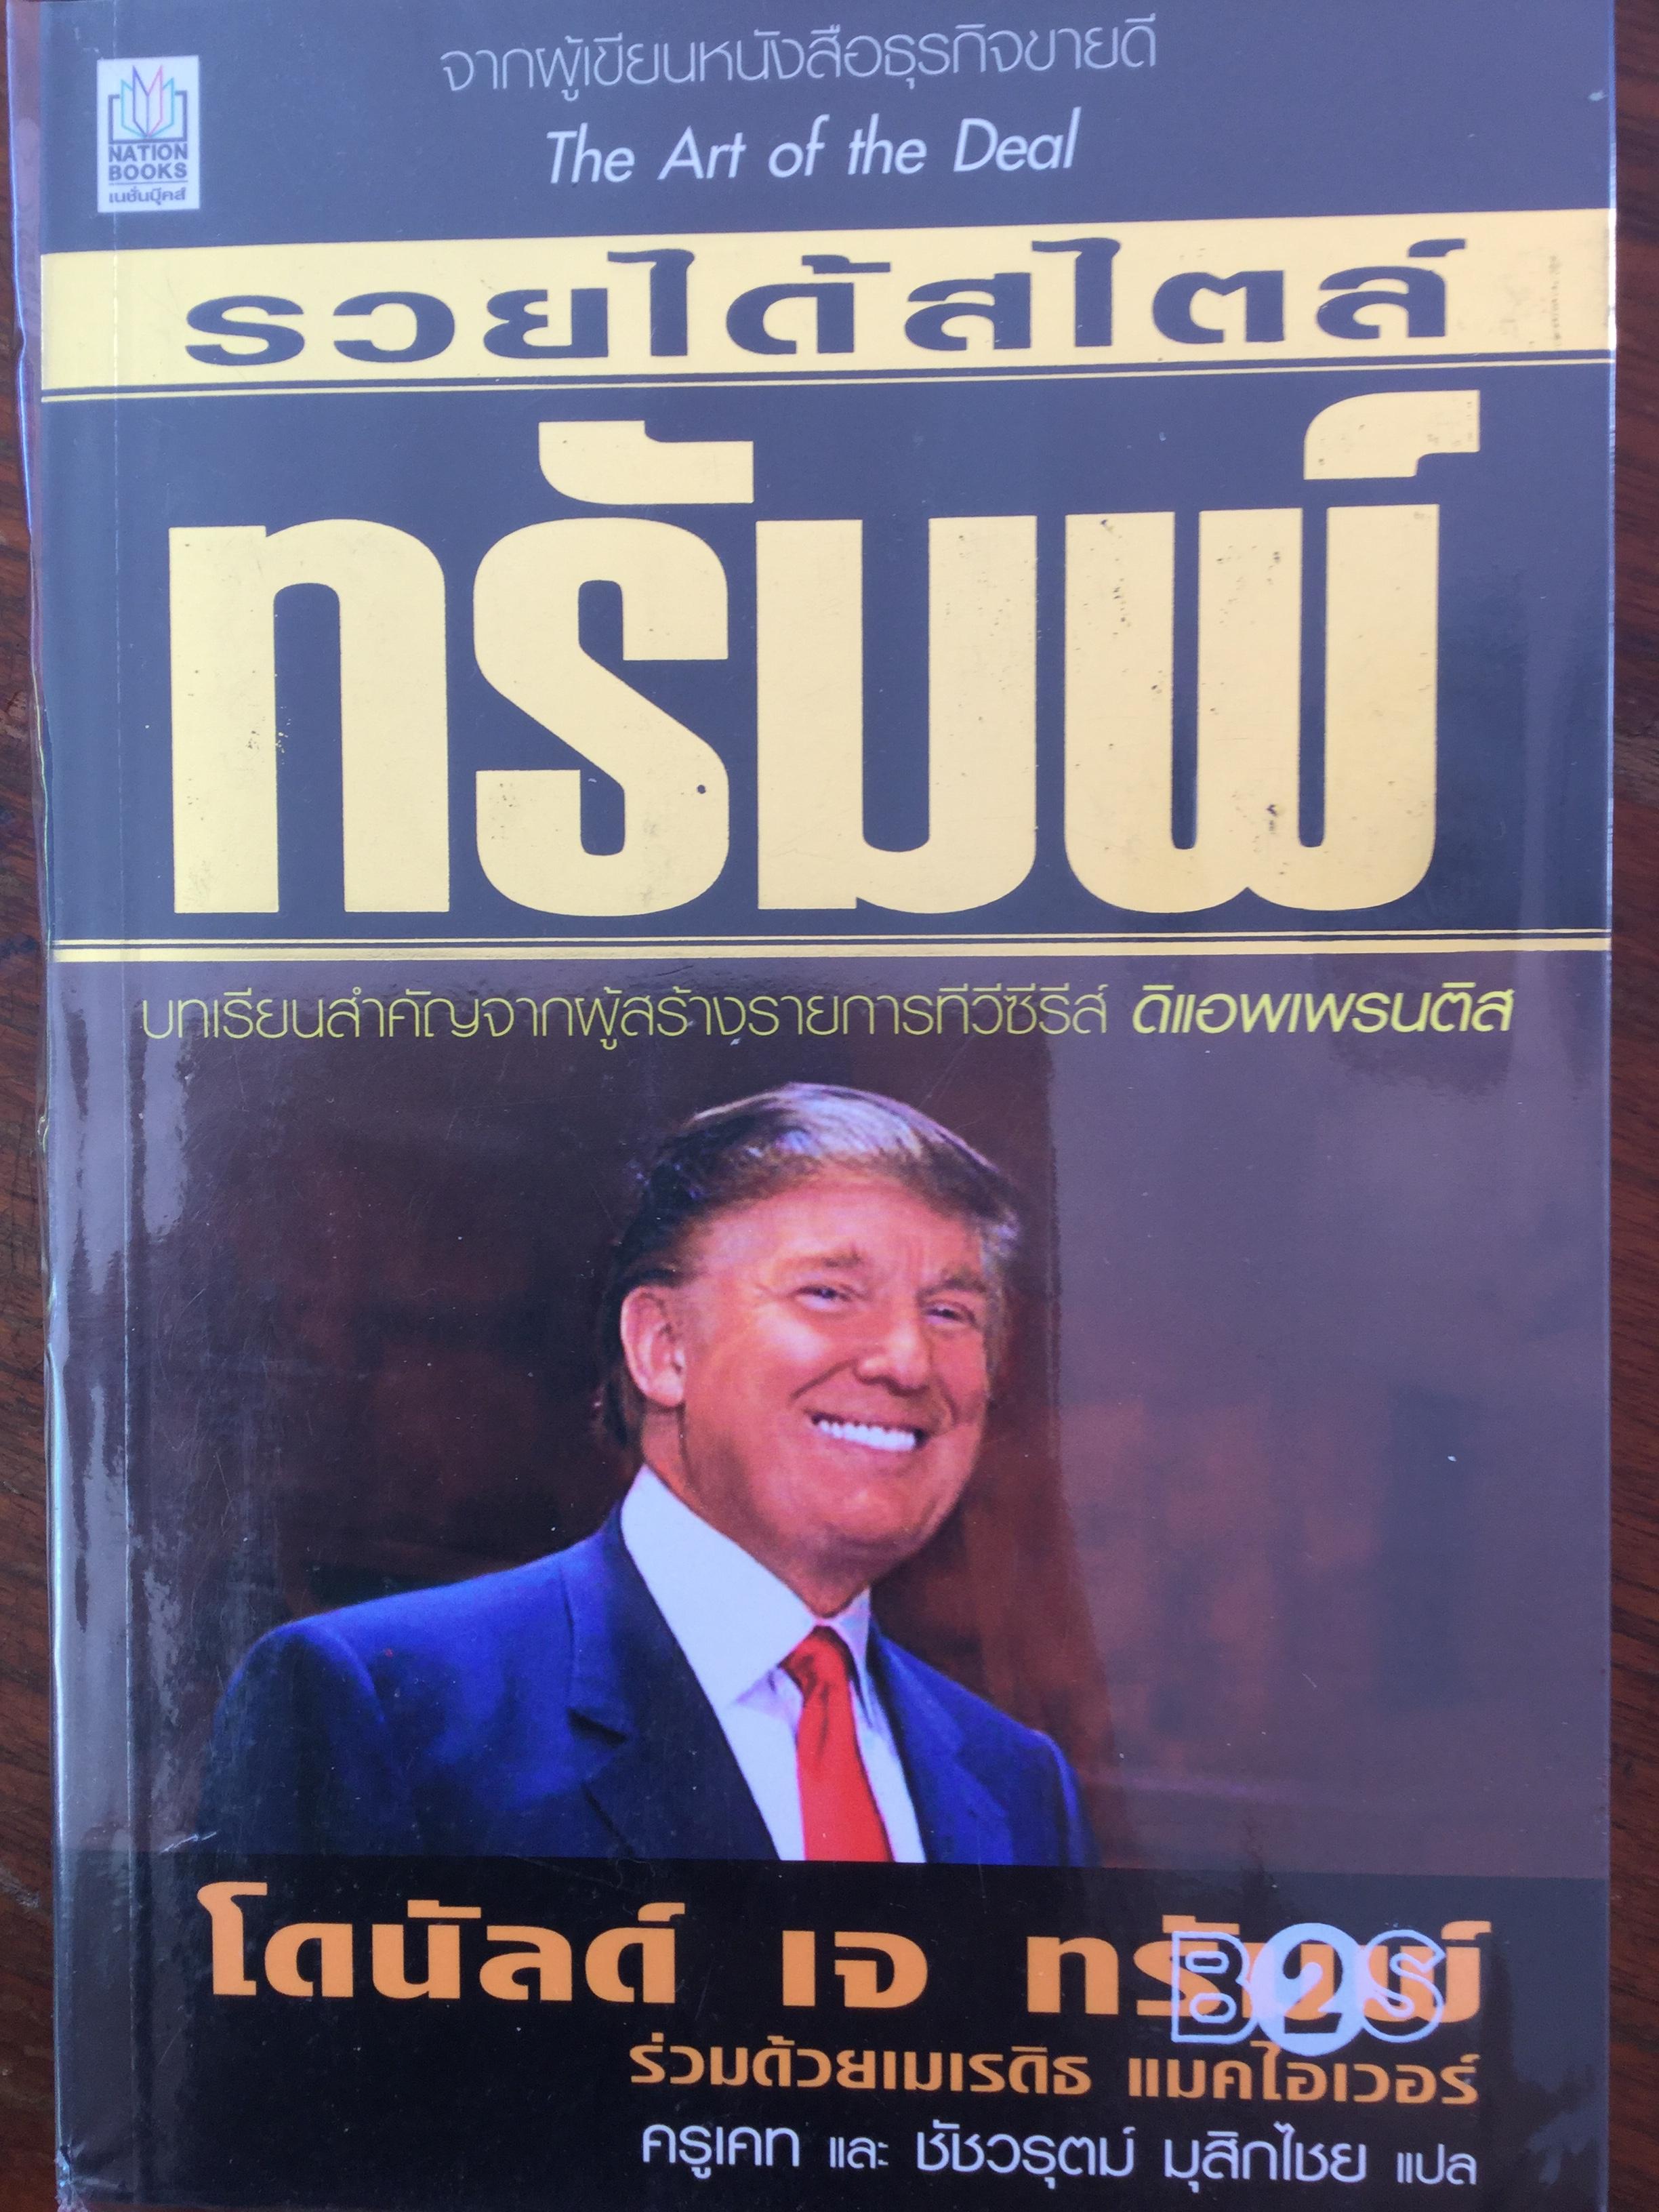 จากผู้เขียนหนังสือธุรกิจขายดี
The Art of the Deal
NATION
BOOKS
เนชั่นบุ๊คส์
รวยได้สไตล์
ทรัมพ์
บทเรียนสำคัญจากผู้สร้างรายการทีวีซีรีส์ ดิแอพเพรนติส
โดนัลด์ เจ ทรัมพ์
B2S
ร่วมด้วยเมเรดิธ แมคไอเวอร์
ครูเคท และ ชัชวรุตม์ มุสิกไชย แปล